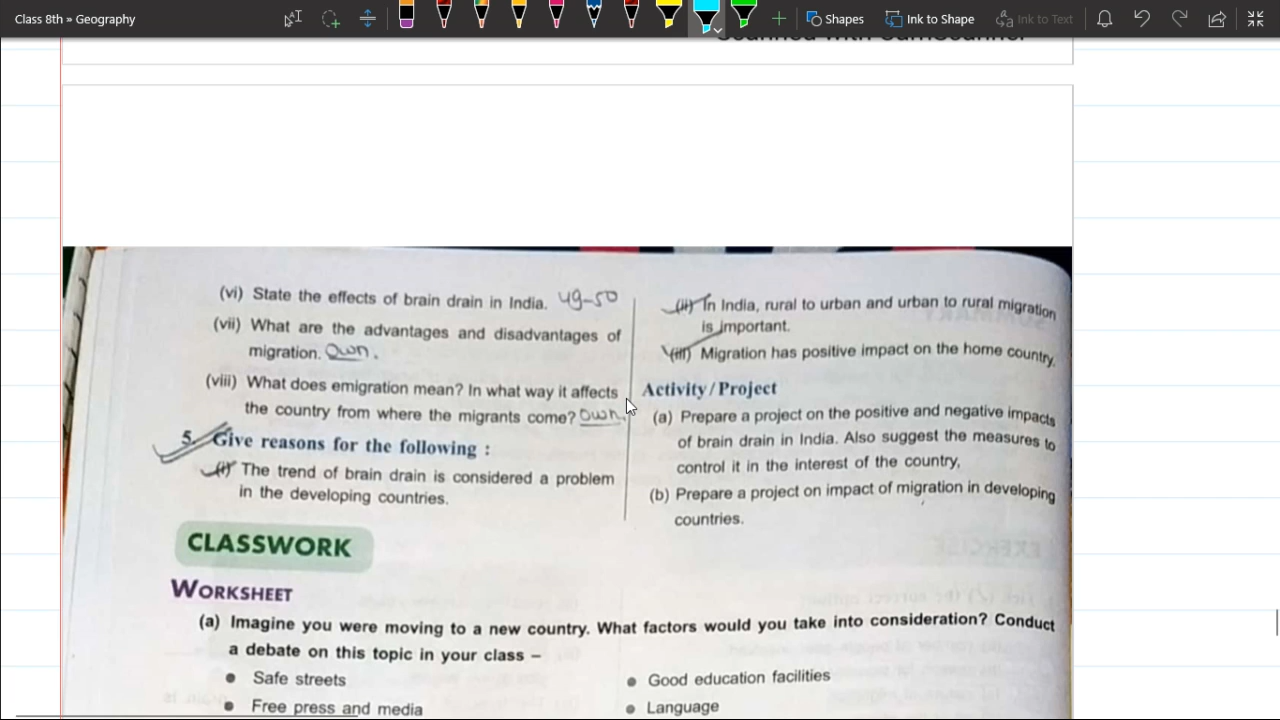 Class 8th » Geography
Shapes
Ink to Shape
Ink to Text
Scanned with CamScanner
(vi) State the effects of brain drain in India. 49-50
(vii) What are the advantages and disadvantages of
migration. Own.
(viii) What does emigration mean? In what way it affects
the country from where the migrants come? Own.
5. Give reasons for the following :
(i) The trend of brain drain is considered a problem
in the developing countries.
(ii) In India, rural to urban and urban to rural migration
is important.
(iii) Migration has positive impact on the home country.
Activity/Project
(a) Prepare a project on the positive and negative impacts
of brain drain in India. Also suggest the measures to
control it in the interest of the country,
(b) Prepare a project on impact of migration in developing
countries.
CLASSWORK
WORKSHEET
(a) Imagine you were moving to a new country. What factors would you take into consideration? Conduct
a debate on this topic in your class –
● Safe streets
● Good education facilities
● Free press and media
● Language